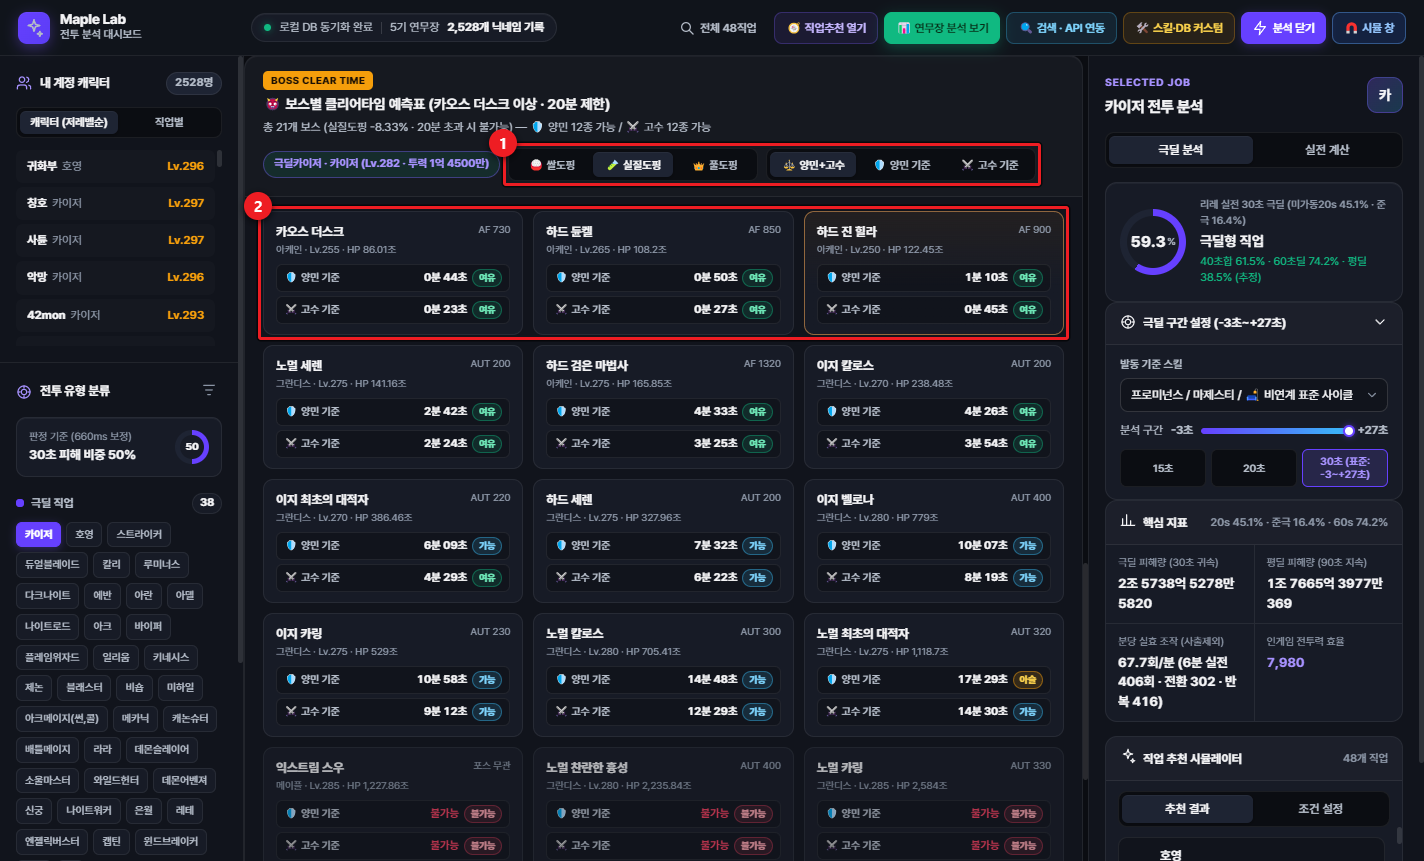 Maple Lab
전투 분석 대시보드
로컬 DB 동기화 완료 5기 연무장 2,528개 닉네임 기록
전체 48직업
직업추천 열기
연무장 분석 보기
검색 · API 연동
스킬·DB 커스텀
분석 닫기
시뮬 창
내 계정 캐릭터 2528명
캐릭터 (저레벨순) 직업별
귀화부 호영 Lv.296
청호 카이저 Lv.297
사튼 카이저 Lv.297
악맘 카이저 Lv.296
42mon 카이저 Lv.293
전투 유형 분류
판정 기준 (660ms 보정)
30초 피해 비중 50%
50
극딜 직업 38
카이저 호영 스트라이커
듀얼블레이드 칼리 루미너스
다크나이트 에반 아란 아델
나이트로드 아크 바이퍼
플레임위자드 일리움 키네시스
제논 블래스터 비숍 미하일
아크메이지(썬,콜) 메카닉 캐논슈터
배틀메이지 라라 데몬슬레이어
소울마스터 와일드헌터 데몬어벤져
신궁 나이트워커 은월 레테
엔젤릭버스터 캡틴 윈드브레이커
BOSS CLEAR TIME
보스별 클리어타임 예측표 (카오스 더스크 이상 · 20분 제한)
총 21개 보스 (실질도핑 -8.33% · 20분 초과 시 불가능) — 양민 12종 가능 / 고수 12종 가능
1
극딜카이저 · 카이저 (Lv.282 · 투력 1억 4500만)
쌀도핑 실질도핑 풀도핑
양민+고수 양민 기준 고수 기준
2
카오스 더스크 AF 730
아케인 · Lv.255 · HP 86.01조
양민 기준 0분 44초 여유
고수 기준 0분 23초 여유
하드 듄켈 AF 850
아케인 · Lv.265 · HP 108.2조
양민 기준 0분 50초 여유
고수 기준 0분 27초 여유
하드 진 힐라 AF 900
아케인 · Lv.250 · HP 122.45조
양민 기준 1분 10초 여유
고수 기준 0분 45초 여유
노멀 세렌 AUT 200
그란디스 · Lv.275 · HP 141.16조
양민 기준 2분 42초 여유
고수 기준 2분 24초 여유
하드 검은 마법사 AF 1320
아케인 · Lv.275 · HP 165.85조
양민 기준 4분 33초 여유
고수 기준 3분 25초 여유
이지 칼로스 AUT 200
그란디스 · Lv.270 · HP 238.48조
양민 기준 4분 26초 여유
고수 기준 3분 54초 여유
이지 최초의 대적자 AUT 220
그란디스 · Lv.270 · HP 386.46조
양민 기준 6분 09초 가능
고수 기준 4분 29초 여유
하드 세렌 AUT 200
그란디스 · Lv.275 · HP 327.96조
양민 기준 7분 32초 가능
고수 기준 6분 22초 가능
이지 벨로나 AUT 400
그란디스 · Lv.280 · HP 779조
양민 기준 10분 07초 가능
고수 기준 8분 19초 가능
이지 카링 AUT 230
그란디스 · Lv.275 · HP 529조
양민 기준 10분 58초 가능
고수 기준 9분 12초 가능
노멀 칼로스 AUT 300
그란디스 · Lv.280 · HP 705.41조
양민 기준 14분 48초 가능
고수 기준 12분 29초 가능
노멀 최초의 대적자 AUT 320
그란디스 · Lv.275 · HP 1,118.7조
양민 기준 17분 29초 아슬
고수 기준 14분 30초 가능
익스트림 스우 포스 무관
메이플 · Lv.285 · HP 1,227.86조
양민 기준 불가능 불가능
고수 기준 불가능 불가능
노멀 찬란한 흉성 AUT 400
그란디스 · Lv.280 · HP 2,235.84조
양민 기준 불가능 불가능
고수 기준 불가능 불가능
노멀 카링 AUT 330
그란디스 · Lv.285 · HP 2,584조
양민 기준 불가능 불가능
고수 기준 불가능 불가능
SELECTED JOB
카이저 전투 분석
카
극딜 분석 실전 계산
59.3%
리레 실전 30초 극딜 (미가동20s 45.1% · 준극 16.4%)
극딜형 직업
40초합 61.5% · 60초딜 74.2% · 평딜 38.5% (추정)
극딜 구간 설정 (-3초~+27초)
발동 기준 스킬
프로미넌스 / 마제스티 / 비연계 표준 사이클
분석 구간 -3초 +27초
15초 20초 30초 (표준: -3~+27초)
핵심 지표 20s 45.1% · 준극 16.4% · 60s 74.2%
극딜 피해량 (30초 귀속)
2조 5738억 5278만 5820
평딜 피해량 (90초 지속)
1조 7665억 3977만 369
분당 실효 조작 (사출제외)
67.7회/분 (6분 실전 406회 · 전환 302 · 반복 416)
인게임 전투력 효율
7,980
직업 추천 시뮬레이터 48개 직업
추천 결과 조건 설정
호영